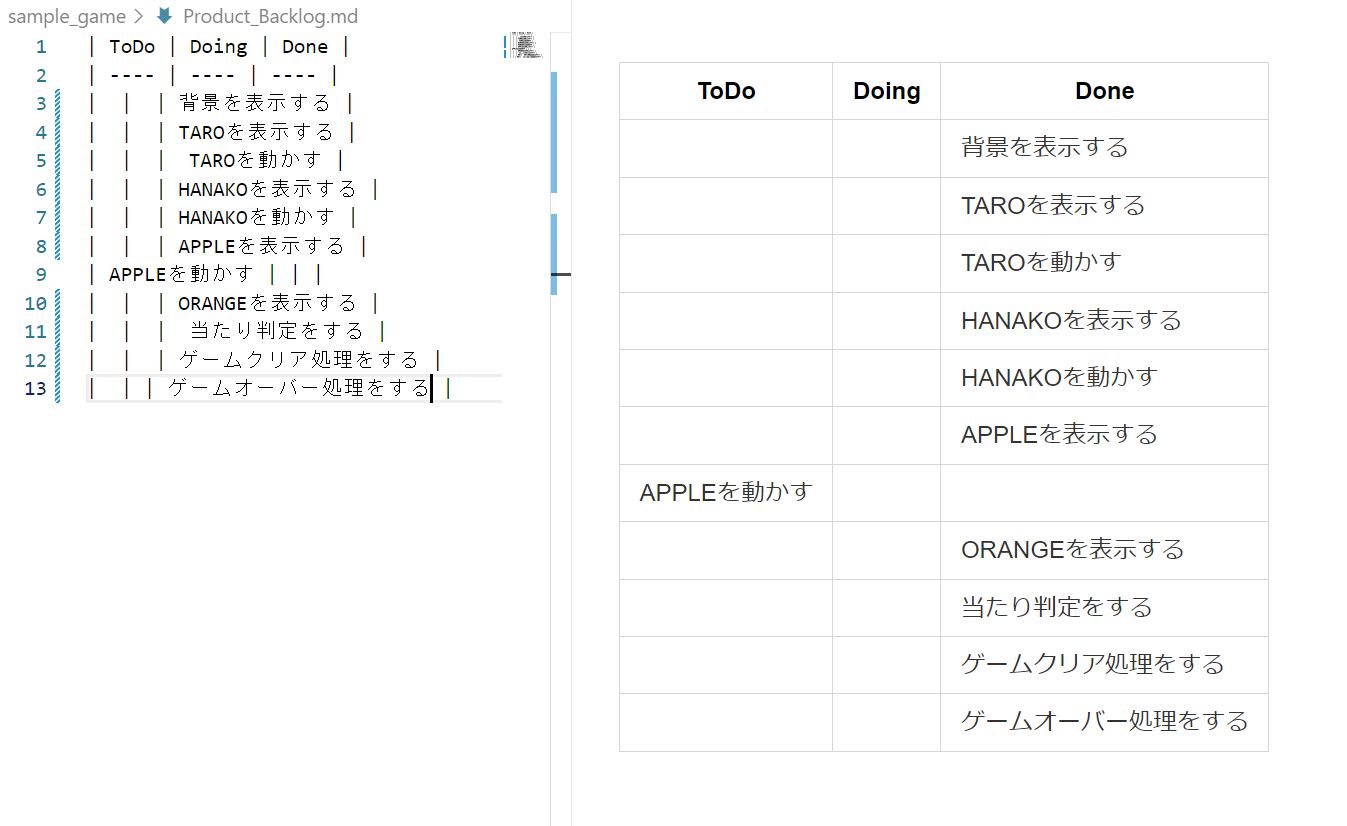 sample_game > Product_Backlog.md
1 | ToDo | Doing | Done |
2 | ---- | ---- | ---- |
3 | | | 背景を表示する |
4 | | | TAROを表示する |
5 | | | TAROを動かす |
6 | | | HANAKOを表示する |
7 | | | HANAKOを動かす |
8 | | | APPLEを表示する |
9 | APPLEを動かす | | |
10 | | | ORANGEを表示する |
11 | | | 当たり判定をする |
12 | | | ゲームクリア処理をする |
13 | | | ゲームオーバー処理をする |
ToDo Doing Done
背景を表示する
TAROを表示する
TAROを動かす
HANAKOを表示する
HANAKOを動かす
APPLEを表示する
APPLEを動かす
ORANGEを表示する
当たり判定をする
ゲームクリア処理をする
ゲームオーバー処理をする